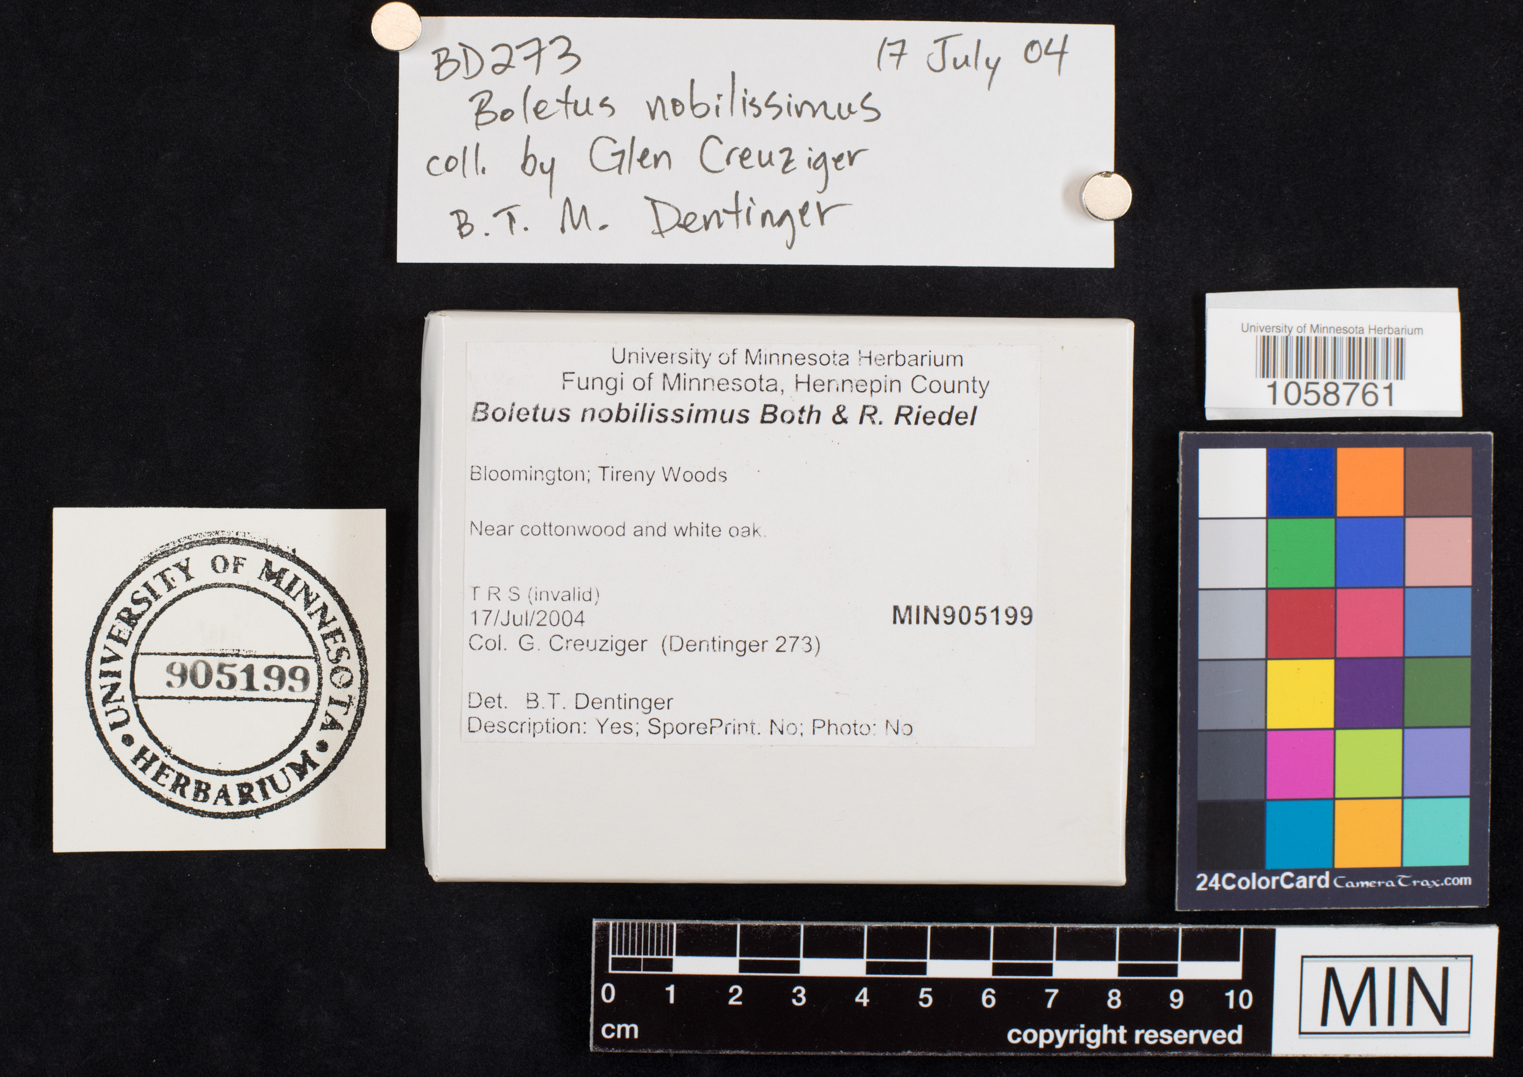 BD273 17 July 04
Boletus nobilissimus
coll. by Glen Creuziger
B. T. M. Dentinger
University of Minnesota Herbarium
1058761
University of Minnesota Herbarium
Fungi of Minnesota, Hennepin County
Boletus nobilissimus Both & R. Riedel
Bloomington; Tireny Woods
Near cottonwood and white oak.
T R S (invalid)
17/Jul/2004
MIN905199
Col. G. Creuziger (Dentinger 273)
Det. B.T. Dentinger
Description: Yes; SporePrint: No; Photo: No
UNIVERSITY OF MINNESOTA
905199
• HERBARIUM •
24ColorCard CameraTrax.com
0 1 2 3 4 5 6 7 8 9 10
cm
copyright reserved
MIN